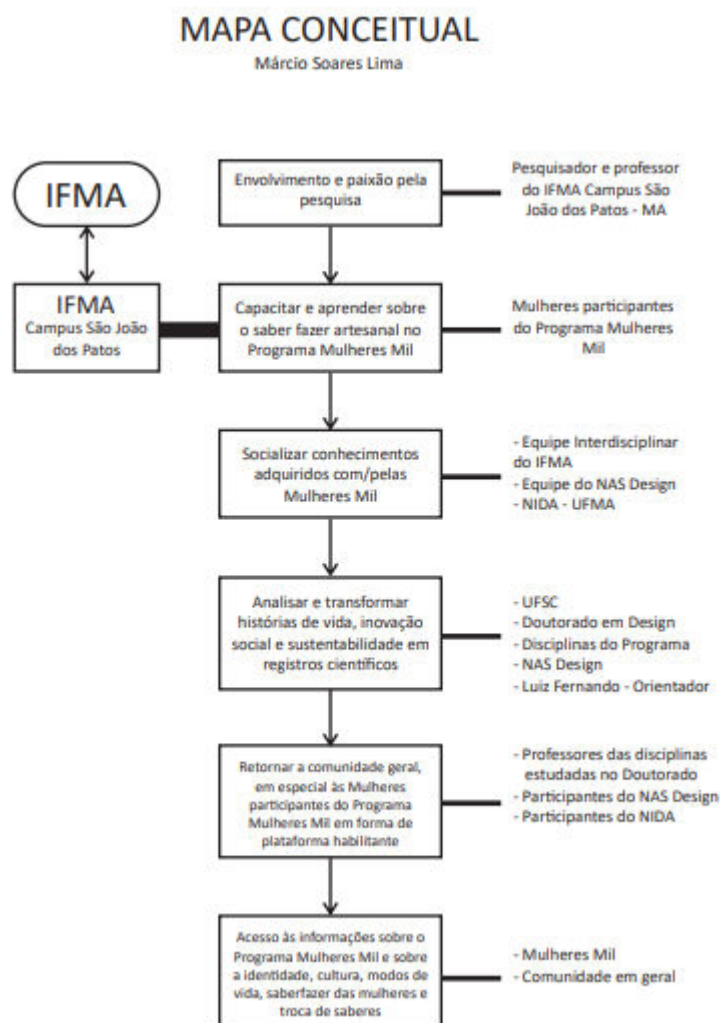 MAPA CONCEITUAL
Márcio Soares Lima
IFMA
Envolvimento e paixão pela
pesquisa
Pesquisador e professor
do IFMA Campus São
João dos Patos - MA
IFMA
Campus São João
dos Patos
Capacitar e aprender sobre
o saber fazer artesanal no
Programa Mulheres Mil
Mulheres participantes
do Programa Mulheres
Mil
Socializar conhecimentos
adquiridos com/pelas
Mulheres Mil
- Equipe Interdisciplinar
do IFMA
- Equipe do NAS Design
- NIDA - UFMA
Analisar e transformar
histórias de vida, inovação
social e sustentabilidade em
registros científicos
- UFSC
- Doutorado em Design
- Disciplinas do Programa
- NAS Design
- Luiz Fernando - Orientador
Retornar a comunidade geral,
em especial às Mulheres
participantes do Programa
Mulheres Mil em forma de
plataforma habilitante
- Professores das disciplinas
estudadas no Doutorado
- Participantes do NAS Design
- Participantes do NIDA
Acesso às informações sobre o
Programa Mulheres Mil e sobre
a identidade, cultura, modos de
vida, saberfazer das mulheres e
troca de saberes
- Mulheres Mil
- Comunidade em geral